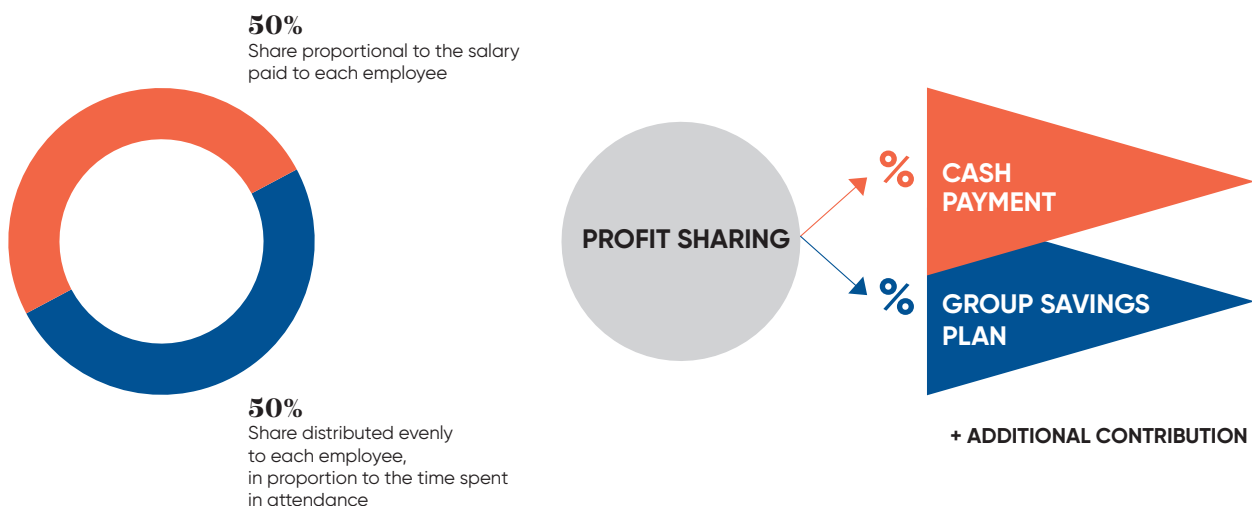 50%
Share proportional to the salary
paid to each employee
50%
Share distributed evenly
to each employee,
in proportion to the time spent
in attendance
PROFIT SHARING
%
CASH
PAYMENT
%
GROUP SAVINGS
PLAN
+ ADDITIONAL CONTRIBUTION